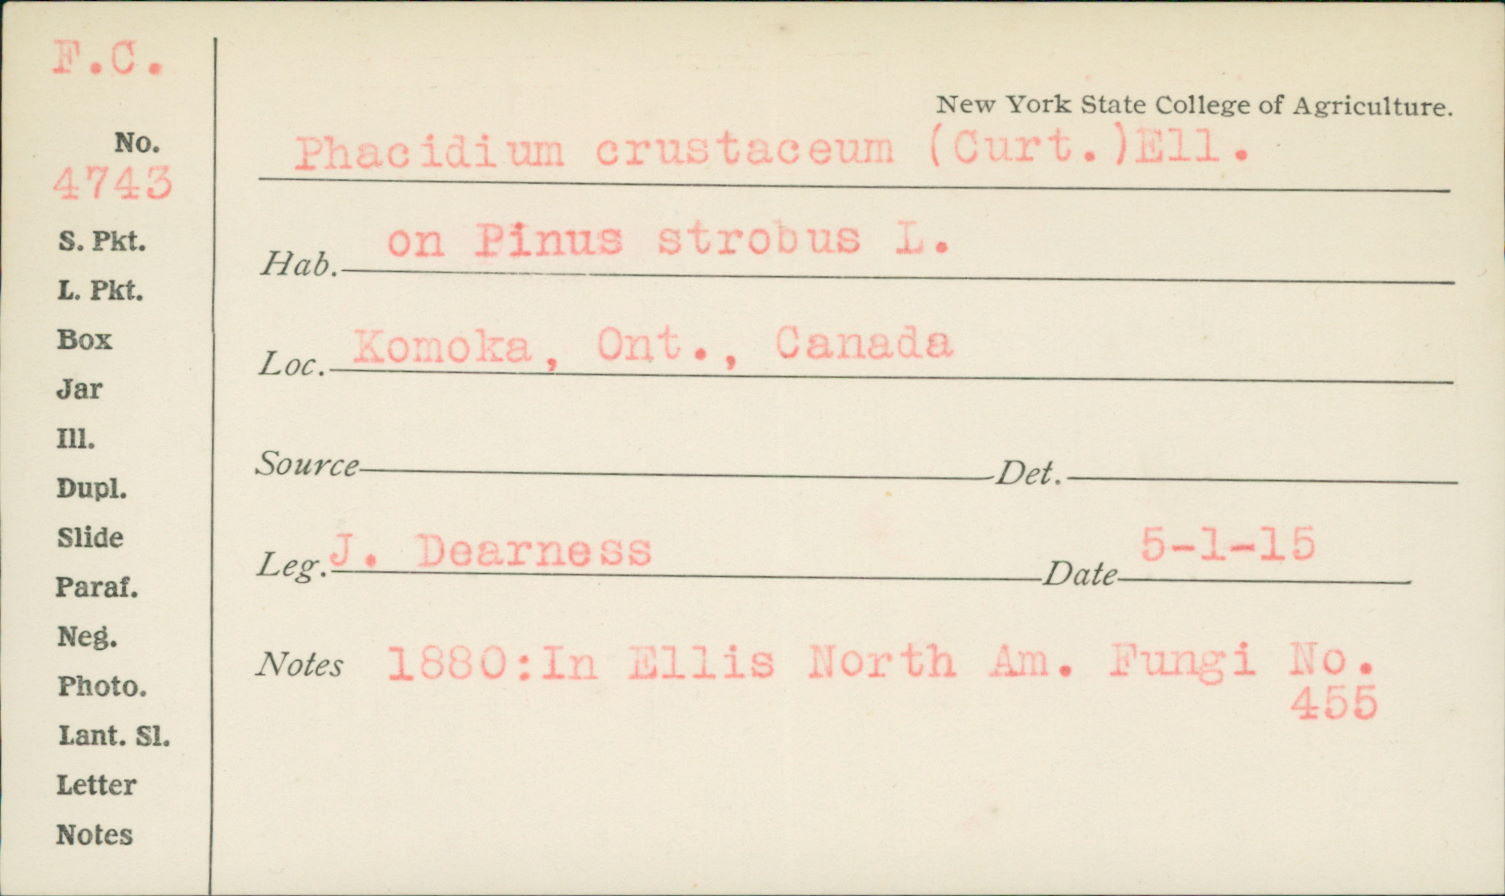 F.C.
No.
4743
S. Pkt.
L. Pkt.
Box
Jar
Ill.
Dupl.
Slide
Paraf.
Neg.
Photo.
Lant. Sl.
Letter
Notes
New York State College of Agriculture.
Phacidium crustaceum (Curt.)Ell.
Hab. on Pinus strobus L.
Loc. Komoka, Ont., Canada
Source Det.
Leg. J. Dearness Date 5-1-15
Notes 1880:In Ellis North Am. Fungi No.
455